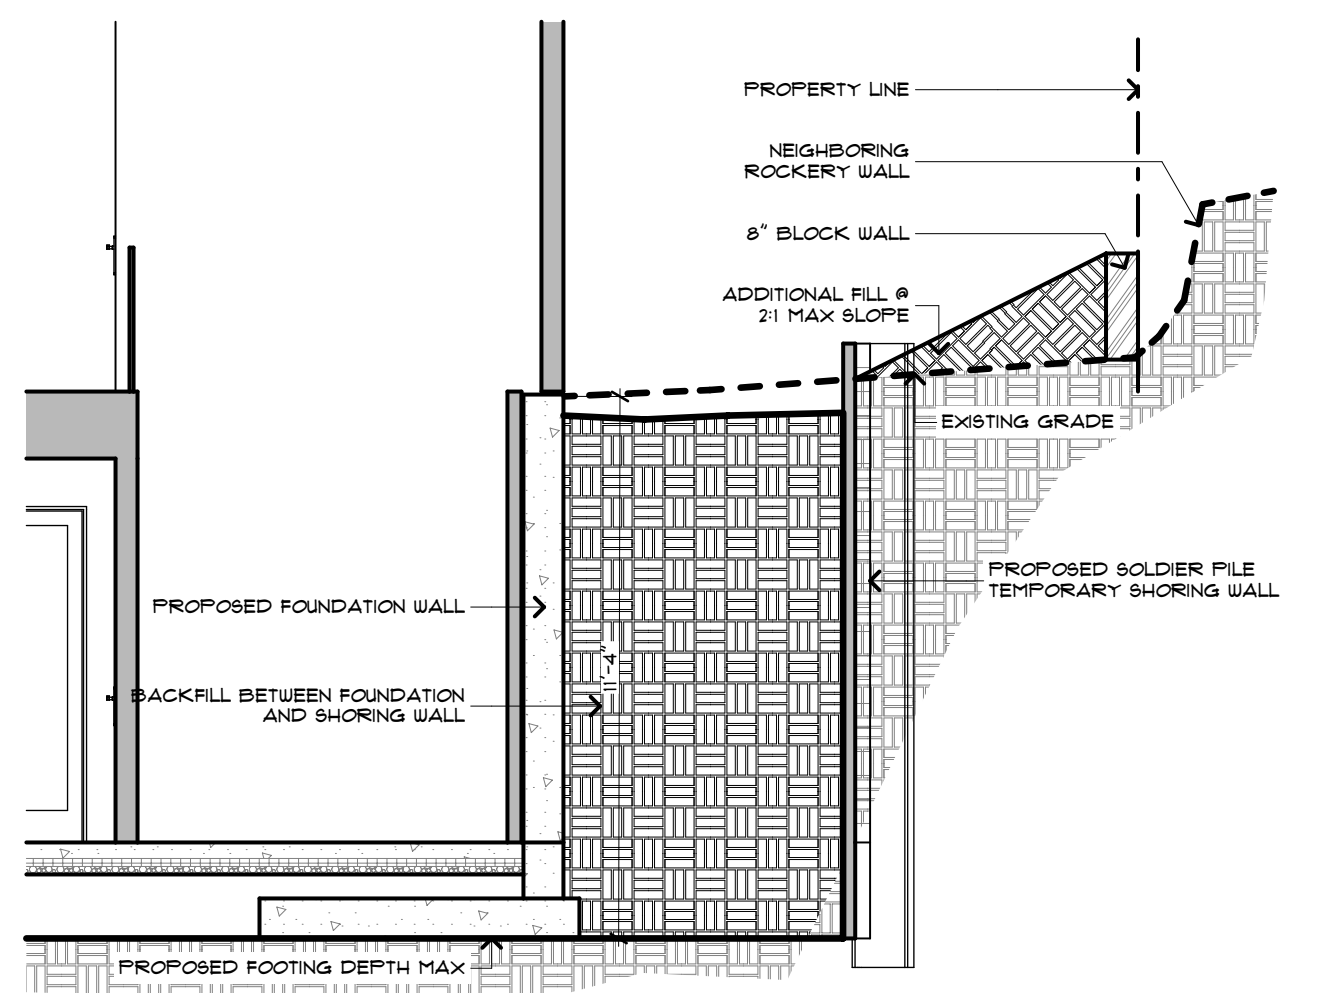 PROPERTY LINE
NEIGHBORING
ROCKERY WALL
8" BLOCK WALL
ADDITIONAL FILL @
2:1 MAX SLOPE
EXISTING GRADE
PROPOSED SOLDIER PILE
TEMPORARY SHORING WALL
PROPOSED FOUNDATION WALL
11'-4"
BACKFILL BETWEEN FOUNDATION
AND SHORING WALL
PROPOSED FOOTING DEPTH MAX